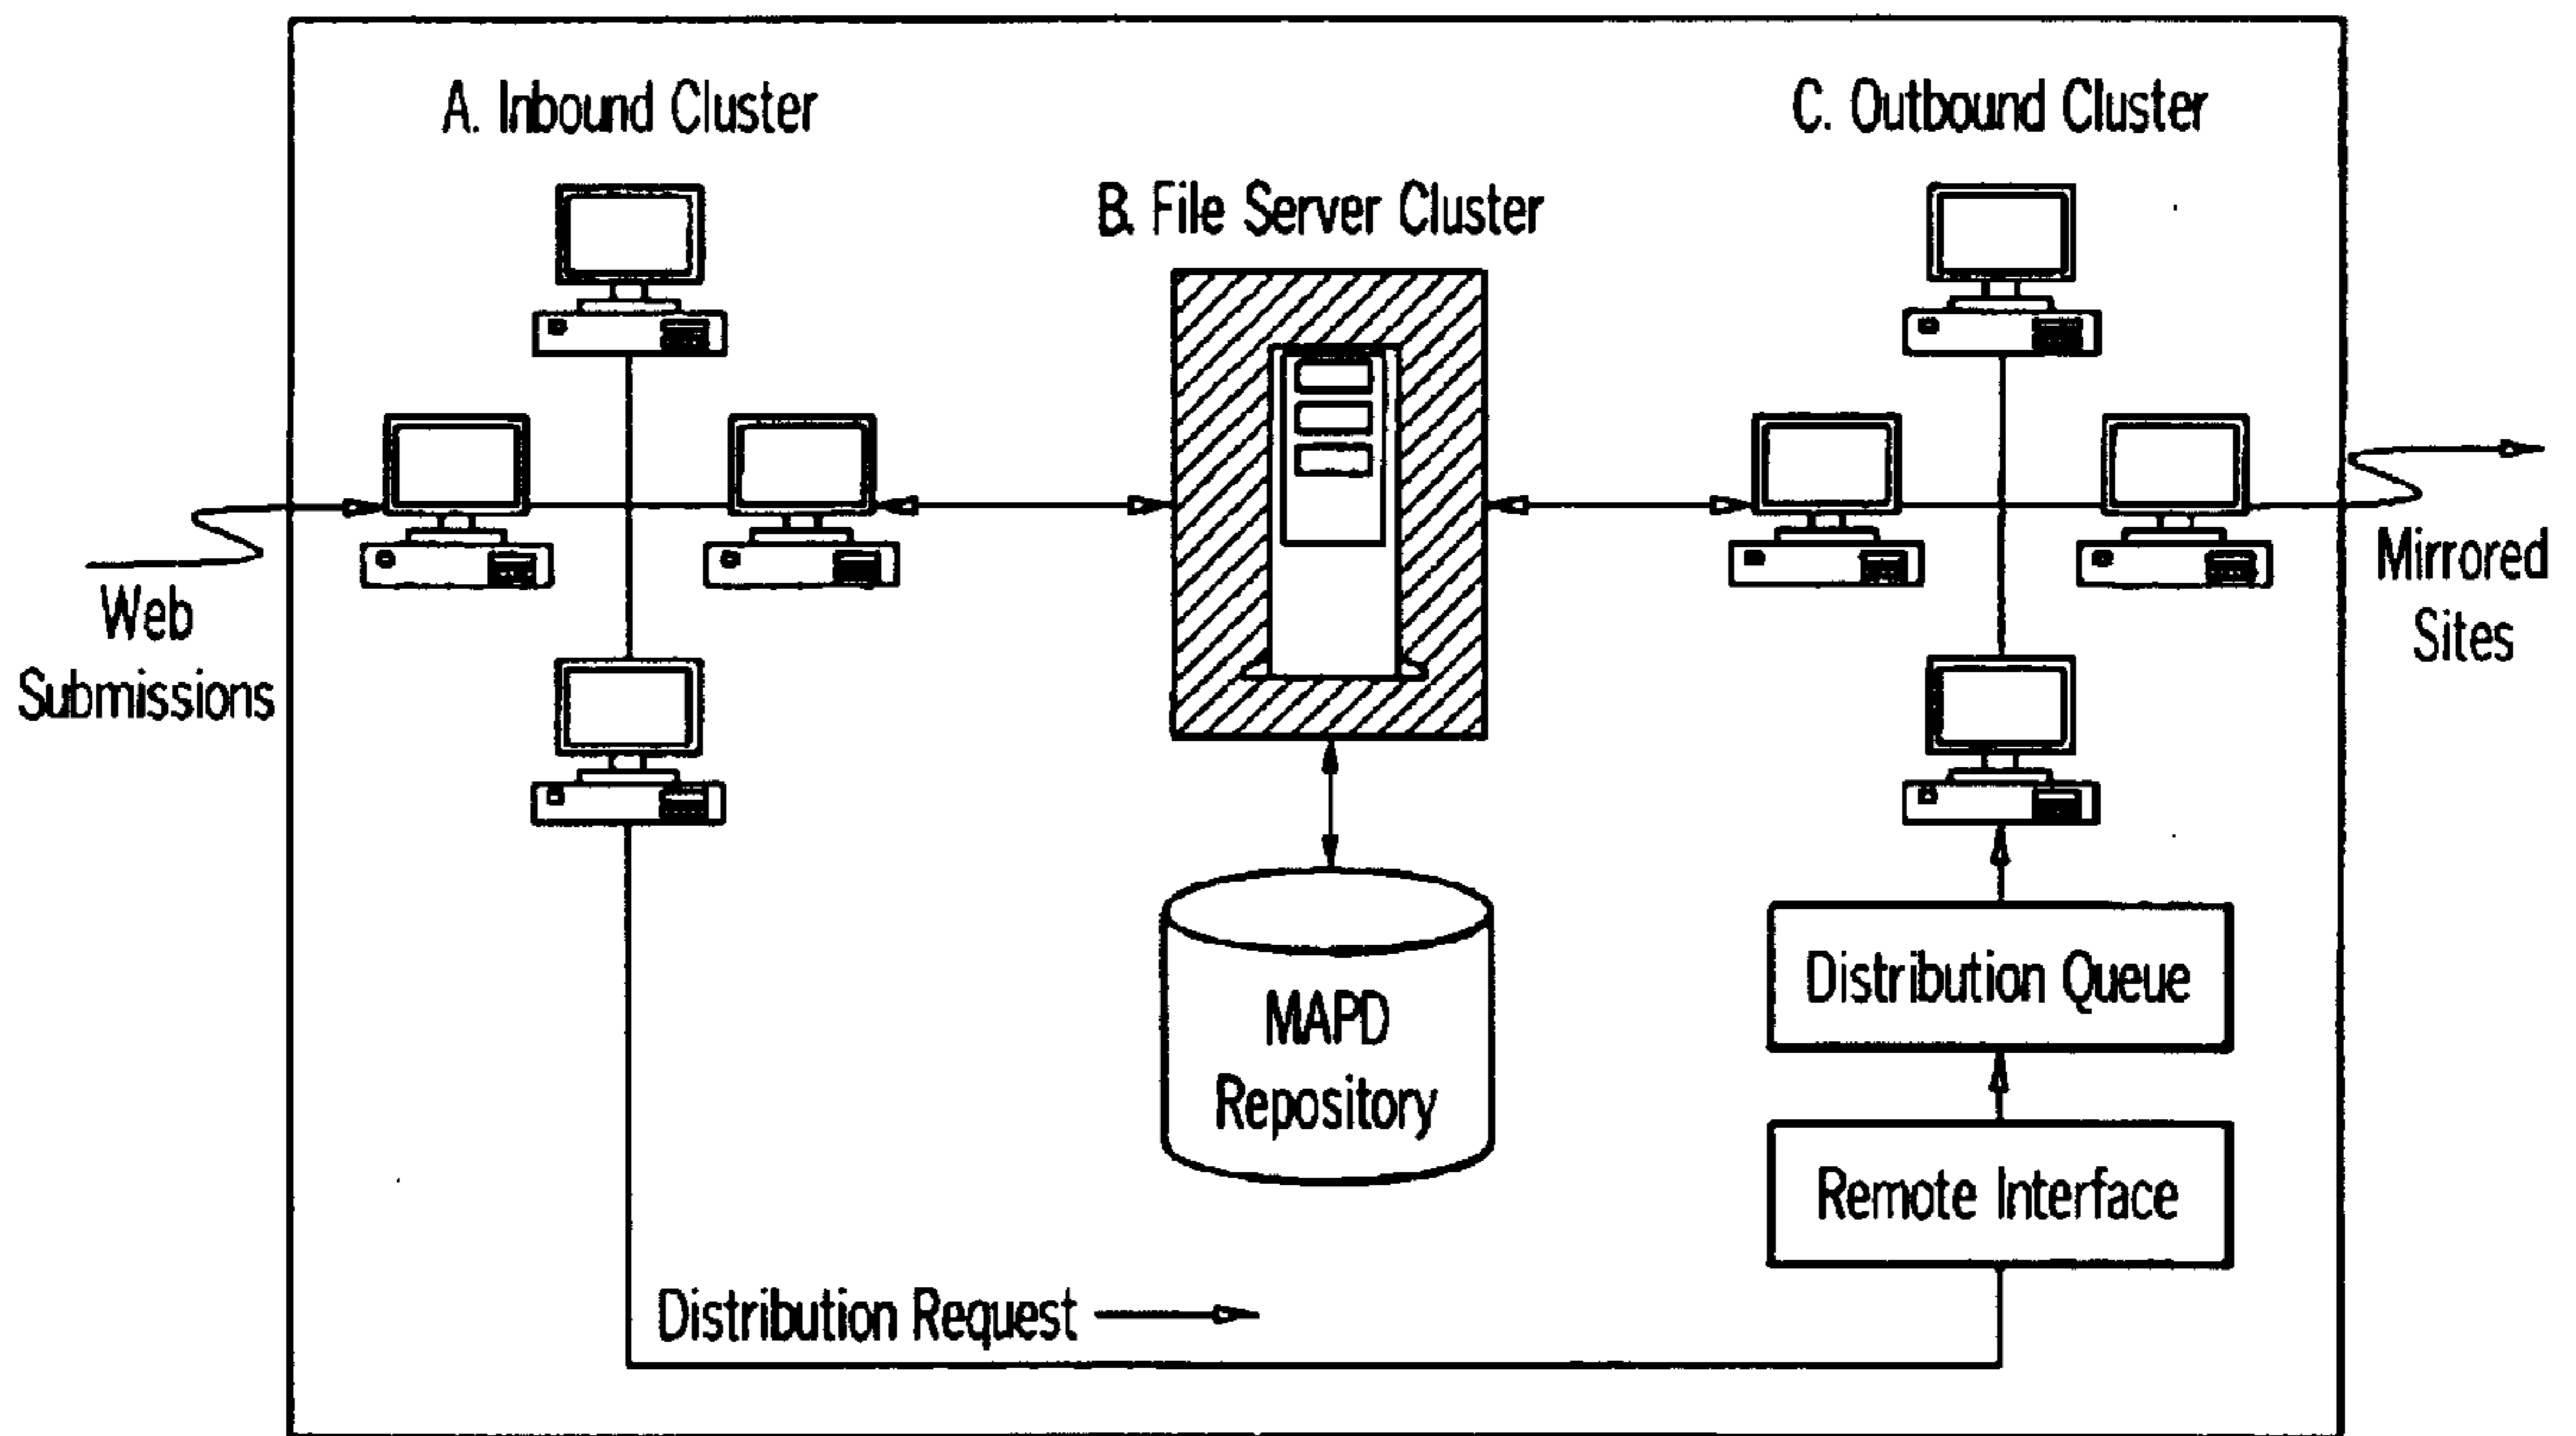 A. Inbound Cluster
C. Outbound Cluster
B. File Server Cluster
Web
Submissions
Mirrored
Sites
Distribution Queue
MAPD
Repository
Remote Interface
Distribution Request